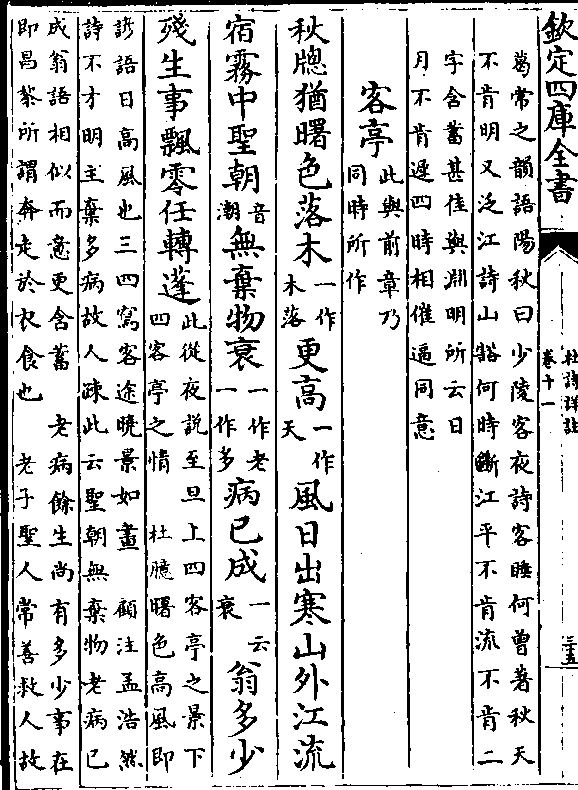 欽定四庫全書
杜詩詳註
卷十一
三五
葛常之韻語陽秋曰少陵客夜詩客睡何曾著秋天
不肯明又泛江詩山豁何時斷江平不肯流不肯二
字含蓄甚佳與淵明所云日
月不肯遲四時相催逼同意
客亭此與前章乃
同時所作
秋牕猶曙色落木一作
木落更高一作
天風日出寒山外江流
宿霧中聖朝音
潮無棄物衰一作老
一作多病已成一云
衰翁多少
殘生事飄零任轉蓬此從夜説至旦上四客亭之景下
四客亭之情 杜臆曙色高風即
諺語日高風也三四寫客途曉景如畫 顧注孟浩然
詩不才明主棄多病故人疎此云聖朝無棄物老病已
成翁語相似而意更含蓄 老病餘生尚有多少事在
即昌黎所謂奔走於衣食也 老子聖人常善救人故